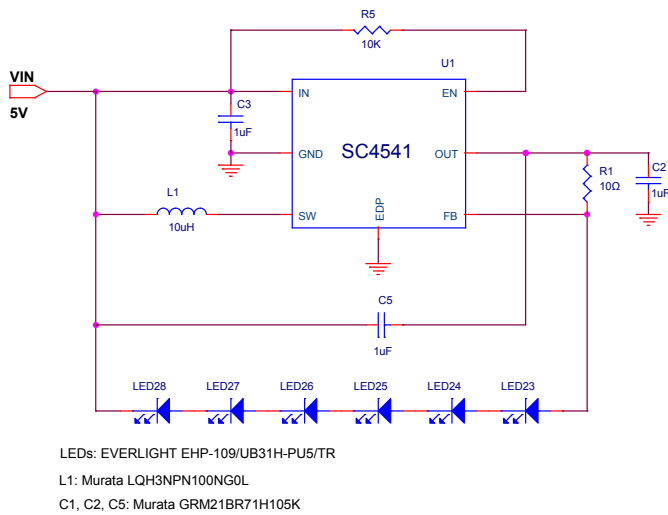 R5
10K
U1
VIN
5V
IN
EN
C3
1uF
GND
SC4541
OUT
R1
10Ω
C2
1uF
L1
10uH
SW
EDP
FB
C5
1uF
LED28
LED27
LED26
LED25
LED24
LED23
LEDs: EVERLIGHT EHP-109/UB31H-PU5/TR
L1: Murata LQH3NPN100NG0L
C1, C2, C5: Murata GRM21BR71H105K